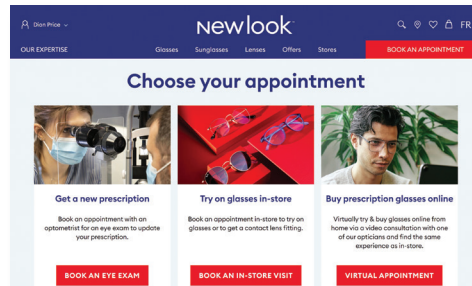 Dian Price
Newlook
FR
OUR EXPERTISE
Glasses
Sunglasses
Lenses
Offers
Stores
BOOK AN APPOINTMENT
Choose your appointment
Get a new prescription
Book an appointment with an
optometrist for an eye exam to update
your prescription.
BOOK AN EYE EXAM
Try on glasses in-store
Book an appointment in-store to try on
glasses or to get a contact lens fitting.
BOOK AN IN-STORE VISIT
Buy prescription glasses online
Virtually try & buy glasses online from
home via a video consultation with one
of our opticians and find the same
experience as in-store.
VIRTUAL APPOINTMENT